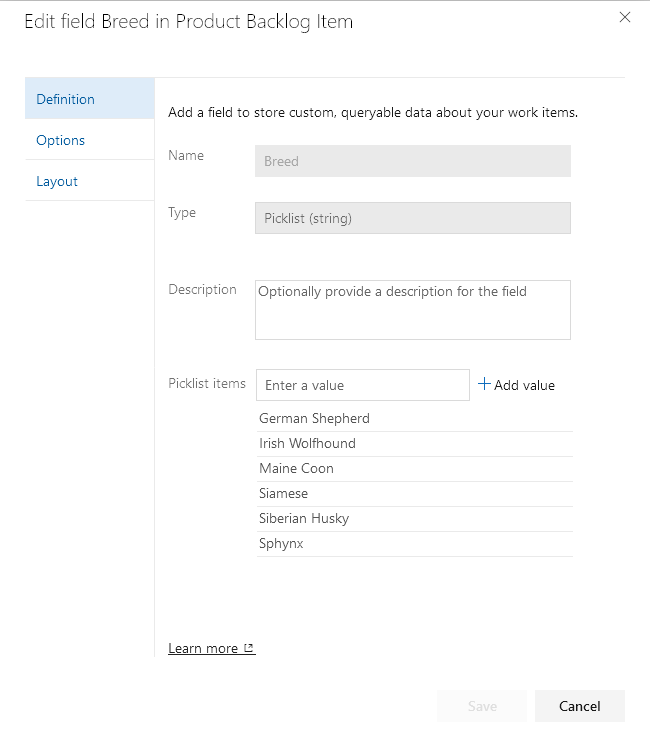 Edit field Breed in Product Backlog Item
Definition
Options
Layout
Add a field to store custom, queryable data about your work items.
Name
Breed
Type
Picklist (string)
Description
Optionally provide a description for the field
Picklist items
Enter a value
Add value
German Shepherd
Irish Wolfhound
Maine Coon
Siamese
Siberian Husky
Sphynx
Learn more
Save
Cancel